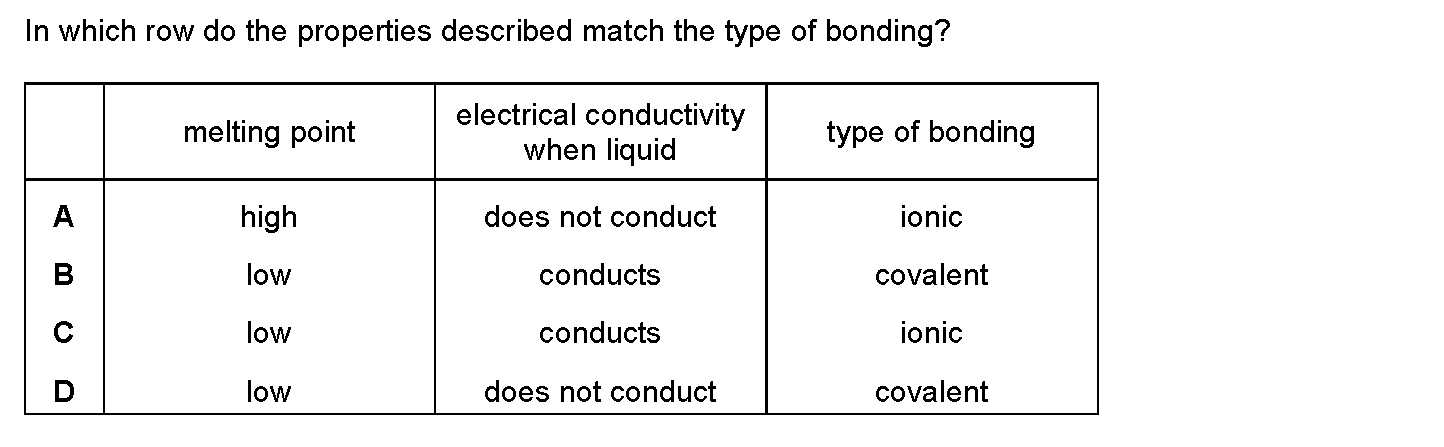 In which row do the properties described match the type of bonding?
melting point
electrical conductivity
when liquid
type of bonding
A high does not conduct ionic
B low conducts covalent
C low conducts ionic
D low does not conduct covalent